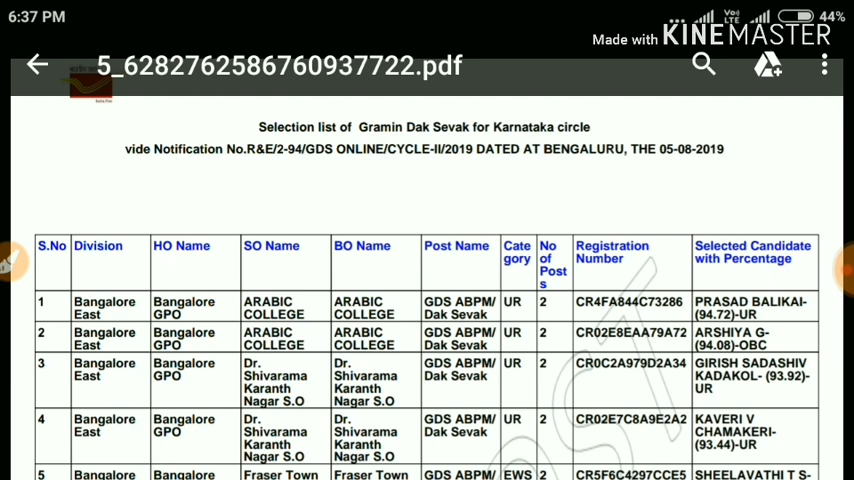 6:37 PM
Vo)
LTE
44%
Made with KINEMASTER
5_6282762586760937722.pdf
Selection list of Gramin Dak Sevak for Karnataka circle
vide Notification No.R&E/2-94/GDS ONLINE/CYCLE-II/2019 DATED AT BENGALURU, THE 05-08-2019
S.No Division HO Name SO Name BO Name Post Name Cate No Registration Selected Candidate
gory of Number with Percentage
Post
s
1 Bangalore Bangalore ARABIC ARABIC GDS ABPM/ UR 2 CR4FA844C73286 PRASAD BALIKAI-
East GPO COLLEGE COLLEGE Dak Sevak (94.72)-UR
2 Bangalore Bangalore ARABIC ARABIC GDS ABPM/ UR 2 CR02E8EAA79A72 ARSHIYA G-
East GPO COLLEGE COLLEGE Dak Sevak (94.08)-OBC
3 Bangalore Bangalore Dr. Dr. GDS ABPM/ UR 2 CR0C2A979D2A34 GIRISH SADASHIV
East GPO Shivarama Shivarama Dak Sevak KADAKOL- (93.92)-
Karanth Karanth UR
Nagar S.O Nagar S.O
4 Bangalore Bangalore Dr. Dr. GDS ABPM/ UR 2 CR02E7C8A9E2A2 KAVERI V
East GPO Shivarama Shivarama Dak Sevak CHAMAKERI-
Karanth Karanth (93.44)-UR
Nagar S.O Nagar S.O
5 Bangalore Bangalore Fraser Town Fraser Town GDS ABPM/ EWS 2 CR5F6C4297CCE5 SHEELAVATHI T S-